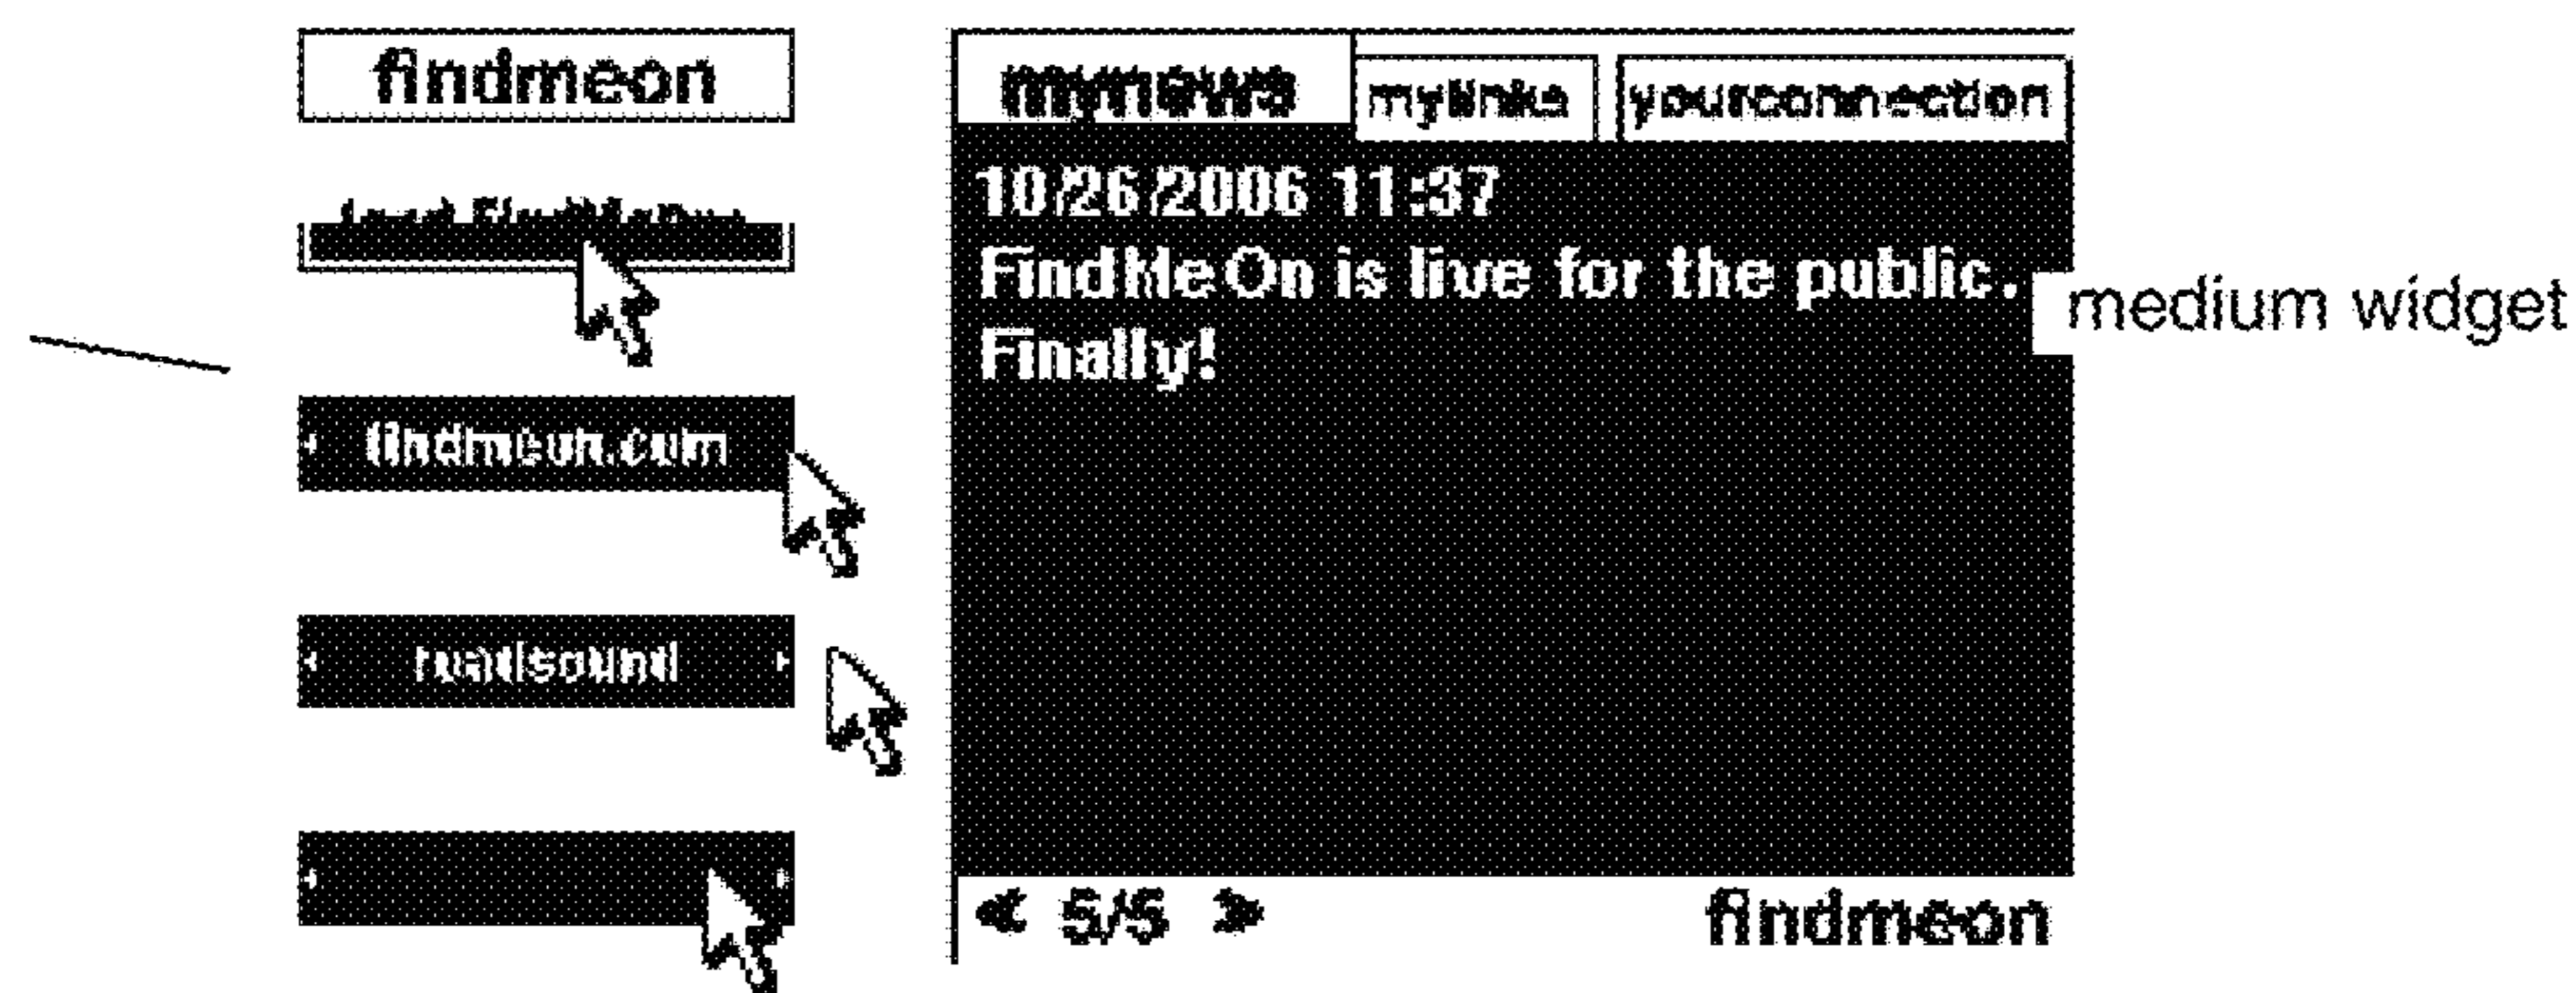 findmeon
findmeon.com
roadsound
mynews mylinks yourconnection
10/26/2006 11:37
FindMeOn is live for the public.
Finally!
5/5
findmeon
medium widget